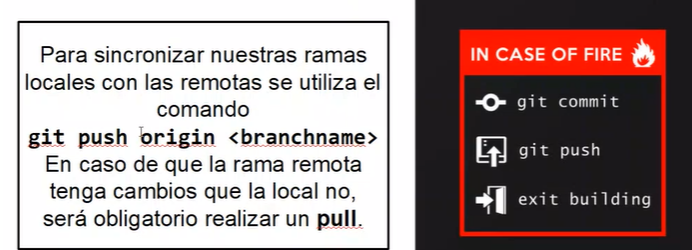 Para sincronizar nuestras ramas
locales con las remotas se utiliza el
comando
git push origin <branchname>
En caso de que la rama remota
tenga cambios que la local no,
será obligatorio realizar un pull.
IN CASE OF FIRE
git commit
git push
exit building